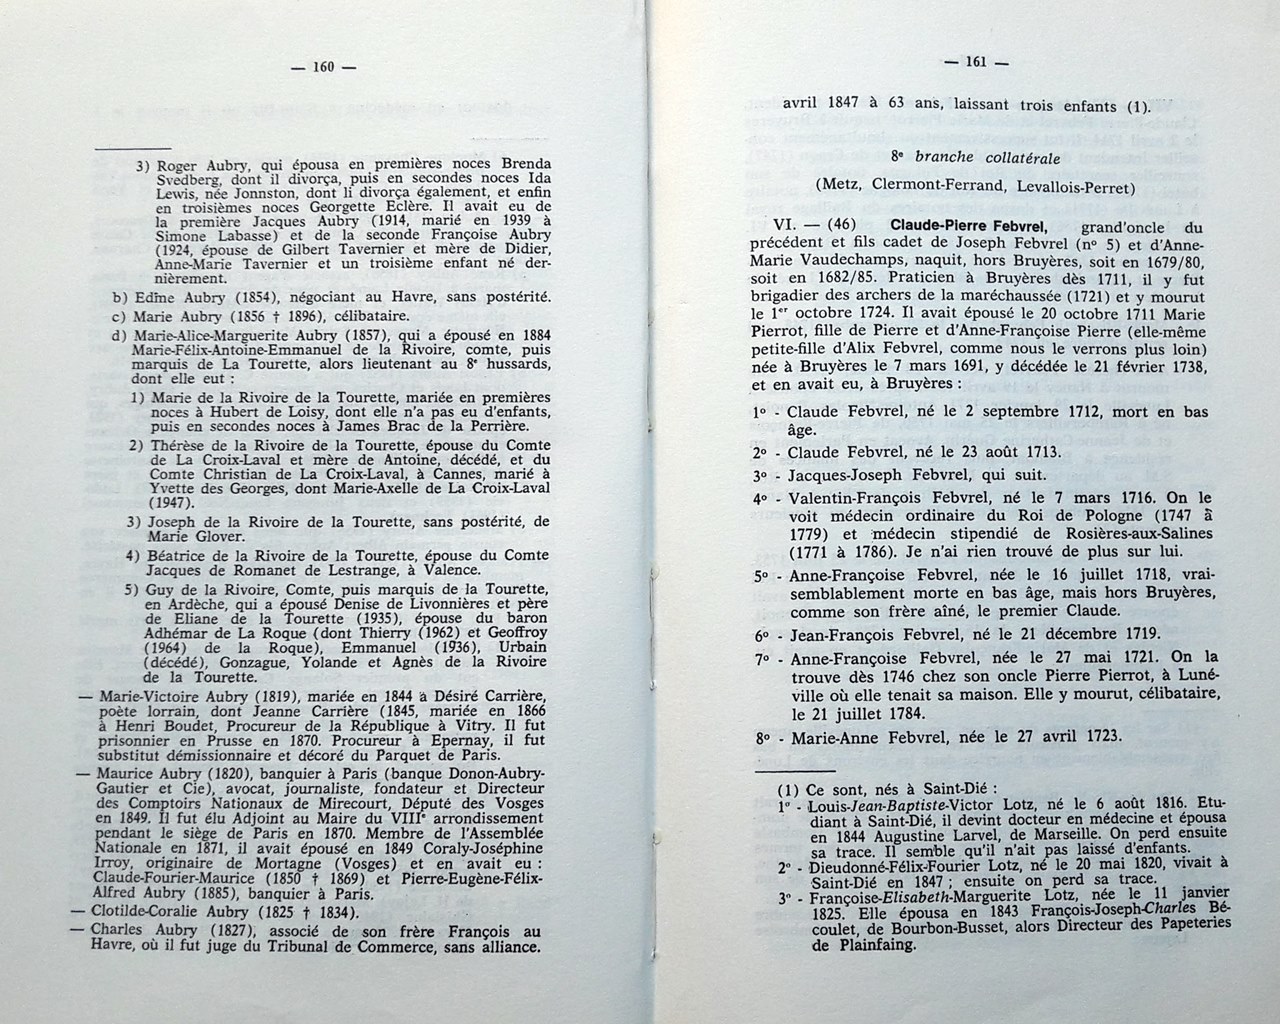 — 160 —
3) Roger Aubry, qui épousa en premières noces Brenda
Svedberg, dont il divorça, puis en secondes noces Ida
Lewis, née Jonnston, dont li divorça également, et enfin
en troisièmes noces Georgette Eclère. Il avait eu de
la première Jacques Aubry (1914, marié en 1939 à
Simone Labasse) et de la seconde Françoise Aubry
(1924, épouse de Gilbert Tavernier et mère de Didier,
Anne-Marie Tavernier et un troisième enfant né der-
nièrement.
b) Edme Aubry (1854), négociant au Havre, sans postérité.
c) Marie Aubry (1856 † 1896), célibataire.
d) Marie-Alice-Marguerite Aubry (1857), qui a épousé en 1884
Marie-Félix-Antoine-Emmanuel de la Rivoire, comte, puis
marquis de La Tourette, alors lieutenant au 8e hussards,
dont elle eut :
1) Marie de la Rivoire de la Tourette, mariée en premières
noces à Hubert de Loisy, dont elle n'a pas eu d'enfants,
puis en secondes noces à James Brac de la Perrière.
2) Thérèse de la Rivoire de la Tourette, épouse du Comte
de La Croix-Laval et mère de Antoine, décédé, et du
Comte Christian de La Croix-Laval, à Cannes, marié à
Yvette des Georges, dont Marie-Axelle de La Croix-Laval
(1947).
3) Joseph de la Rivoire de la Tourette, sans postérité, de
Marie Glover.
4) Béatrice de la Rivoire de la Tourette, épouse du Comte
Jacques de Romanet de Lestrange, à Valence.
5) Guy de la Rivoire, Comte, puis marquis de la Tourette,
en Ardèche, qui a épousé Denise de Livonnières et père
de Eliane de la Tourette (1935), épouse du baron
Adhémar de La Roque (dont Thierry (1962) et Geoffroy
(1964) de la Roque), Emmanuel (1936), Urbain
(décédé), Gonzague, Yolande et Agnès de la Rivoire
de la Tourette.
— Marie-Victoire Aubry (1819), mariée en 1844 à Désiré Carrière,
poète lorrain, dont Jeanne Carrière (1845, mariée en 1866
à Henri Boudet, Procureur de la République à Vitry. Il fut
prisonnier en Prusse en 1870. Procureur à Epernay, il fut
substitut démissionnaire et décoré du Parquet de Paris.
— Maurice Aubry (1820), banquier à Paris (banque Donon-Aubry-
Gautier et Cie), avocat, journaliste, fondateur et Directeur
des Comptoirs Nationaux de Mirecourt, Député des Vosges
en 1849. Il fut élu Adjoint au Maire du VIIIe arrondissement
pendant le siège de Paris en 1870. Membre de l'Assemblée
Nationale en 1871, il avait épousé en 1849 Coraly-Joséphine
Irroy, originaire de Mortagne (Vosges) et en avait eu :
Claude-Fourier-Maurice (1850 † 1869) et Pierre-Eugène-Félix-
Alfred Aubry (1885), banquier à Paris.
— Clotilde-Coralie Aubry (1825 † 1834).
— Charles Aubry (1827), associé de son frère François au
Havre, où il fut juge du Tribunal de Commerce, sans alliance.
— 161 —
avril 1847 à 63 ans, laissant trois enfants (1).
8e branche collatérale
(Metz, Clermont-Ferrand, Levallois-Perret)
VI. — (46) Claude-Pierre Febvrel, grand'oncle du
précédent et fils cadet de Joseph Febvrel (n° 5) et d'Anne-
Marie Vaudechamps, naquit, hors Bruyères, soit en 1679/80,
soit en 1682/85. Praticien à Bruyères dès 1711, il y fut
brigadier des archers de la maréchaussée (1721) et y mourut
le 1er octobre 1724. Il avait épousé le 20 octobre 1711 Marie
Pierrot, fille de Pierre et d'Anne-Françoise Pierre (elle-même
petite-fille d'Alix Febvrel, comme nous le verrons plus loin)
née à Bruyères le 7 mars 1691, y décédée le 21 février 1738,
et en avait eu, à Bruyères :
1° - Claude Febvrel, né le 2 septembre 1712, mort en bas
âge.
2° - Claude Febvrel, né le 23 août 1713.
3° - Jacques-Joseph Febvrel, qui suit.
4° - Valentin-François Febvrel, né le 7 mars 1716. On le
voit médecin ordinaire du Roi de Pologne (1747 à
1779) et médecin stipendié de Rosières-aux-Salines
(1771 à 1786). Je n'ai rien trouvé de plus sur lui.
5° - Anne-Françoise Febvrel, née le 16 juillet 1718, vrai-
semblablement morte en bas âge, mais hors Bruyères,
comme son frère aîné, le premier Claude.
6° - Jean-François Febvrel, né le 21 décembre 1719.
7° - Anne-Françoise Febvrel, née le 27 mai 1721. On la
trouve dès 1746 chez son oncle Pierre Pierrot, à Luné-
ville où elle tenait sa maison. Elle y mourut, célibataire,
le 21 juillet 1784.
8° - Marie-Anne Febvrel, née le 27 avril 1723.
(1) Ce sont, nés à Saint-Dié :
1° - Louis-Jean-Baptiste-Victor Lotz, né le 6 août 1816. Etu-
diant à Saint-Dié, il devint docteur en médecine et épousa
en 1844 Augustine Larvel, de Marseille. On perd ensuite
sa trace. Il semble qu'il n'ait pas laissé d'enfants.
2° - Dieudonné-Félix-Fourier Lotz, né le 20 mai 1820, vivait à
Saint-Dié en 1847 ; ensuite on perd sa trace.
3° - Françoise-Elisabeth-Marguerite Lotz, née le 11 janvier
1825. Elle épousa en 1843 François-Joseph-Charles Bé-
coulet, de Bourbon-Busset, alors Directeur des Papeteries
de Plainfaing.